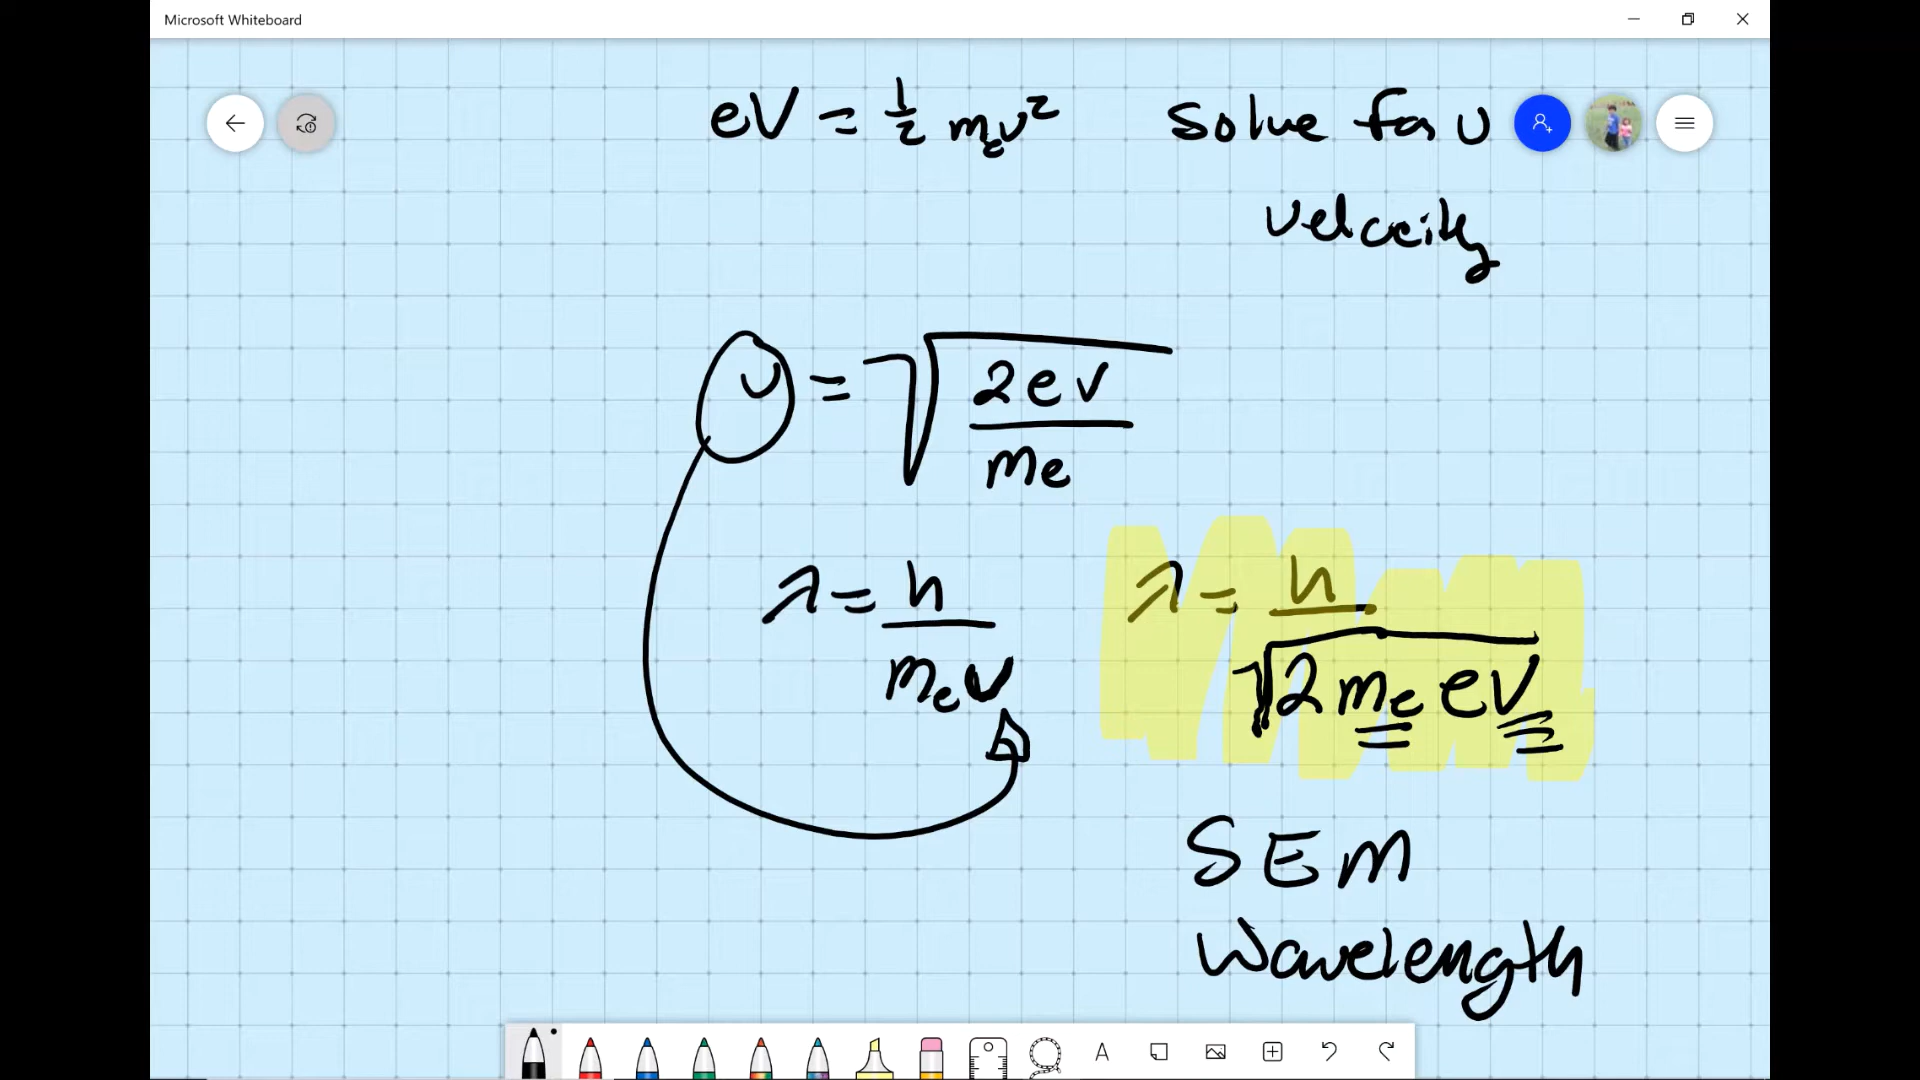 Microsoft Whiteboard
eV = 1/2 mₑv² Solve for v
velocity
v = √(2eV / mₑ)
λ = h / mₑv λ = h / √(2mₑeV)
SEM
Wavelength
A